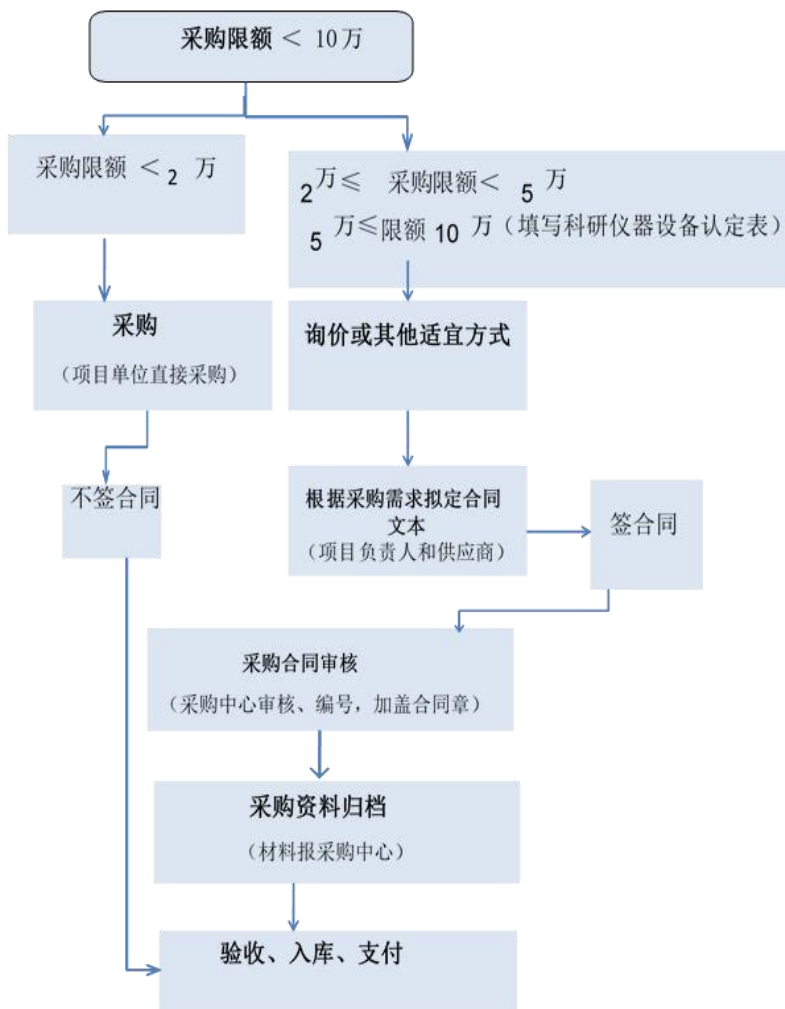 采购限额 < 10万
采购限额 < 2 万
2万≤ 采购限额< 5 万
5 万≤限额 10 万（填写科研仪器设备认定表）
采购
（项目单位直接采购）
询价或其他适宜方式
不签合同
根据采购需求拟定合同
文本
（项目负责人和供应商）
签合同
采购合同审核
（采购中心审核、编号，加盖合同章）
采购资料归档
（材料报采购中心）
验收、入库、支付